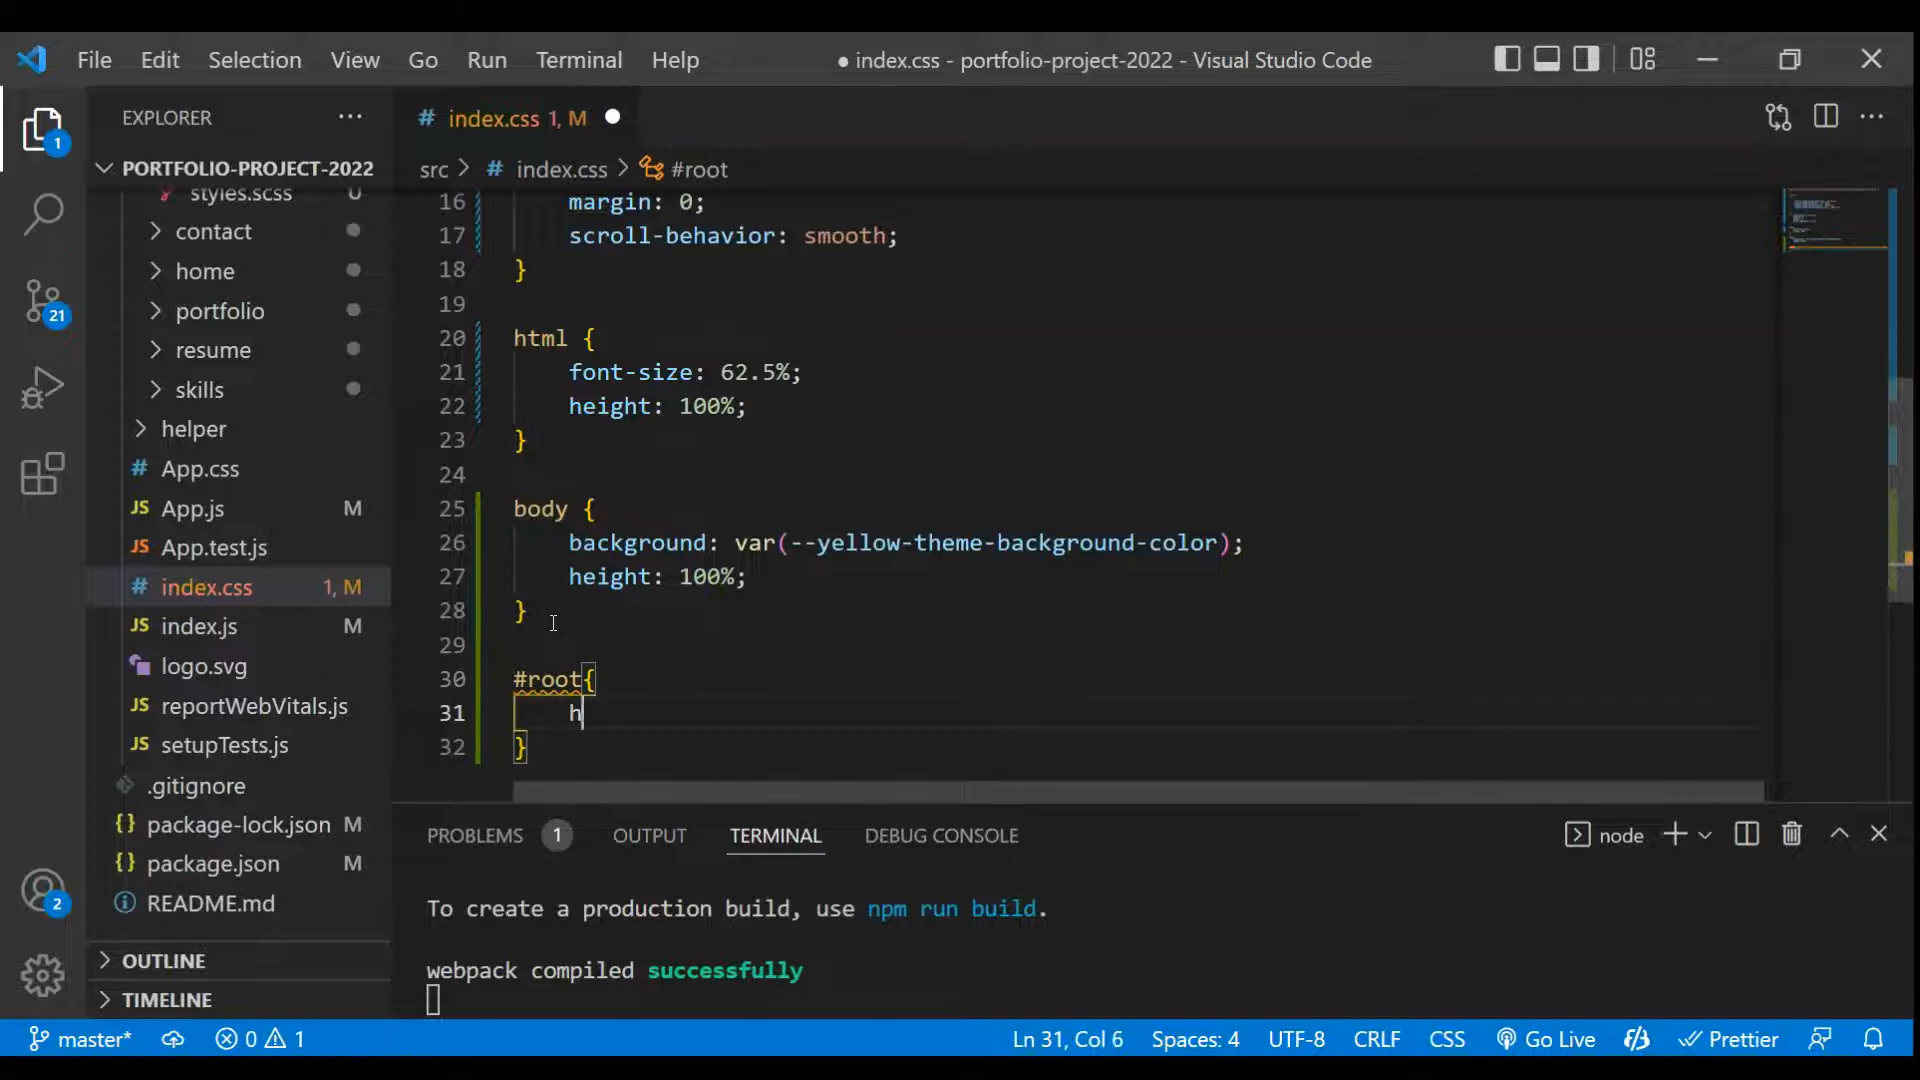 File Edit Selection View Go Run Terminal Help ● index.css - portfolio-project-2022 - Visual Studio Code
EXPLORER ···
# index.css 1, M ●
PORTFOLIO-PROJECT-2022
src > # index.css > #root
styles.scss U
contact
home
portfolio
resume
skills
helper
# App.css
JS App.js M
JS App.test.js
# index.css 1, M
JS index.js M
logo.svg
JS reportWebVitals.js
JS setupTests.js
.gitignore
{} package-lock.json M
{} package.json M
README.md
OUTLINE
TIMELINE
1
21
2
16 margin: 0;
17 scroll-behavior: smooth;
18 }
19
20 html {
21 font-size: 62.5%;
22 height: 100%;
23 }
24
25 body {
26 background: var(--yellow-theme-background-color);
27 height: 100%;
28 }
29
30 #root{
31 h
32 }
PROBLEMS 1 OUTPUT TERMINAL DEBUG CONSOLE node
To create a production build, use npm run build.
webpack compiled successfully
master* 0 1 Ln 31, Col 6 Spaces: 4 UTF-8 CRLF CSS Go Live Prettier